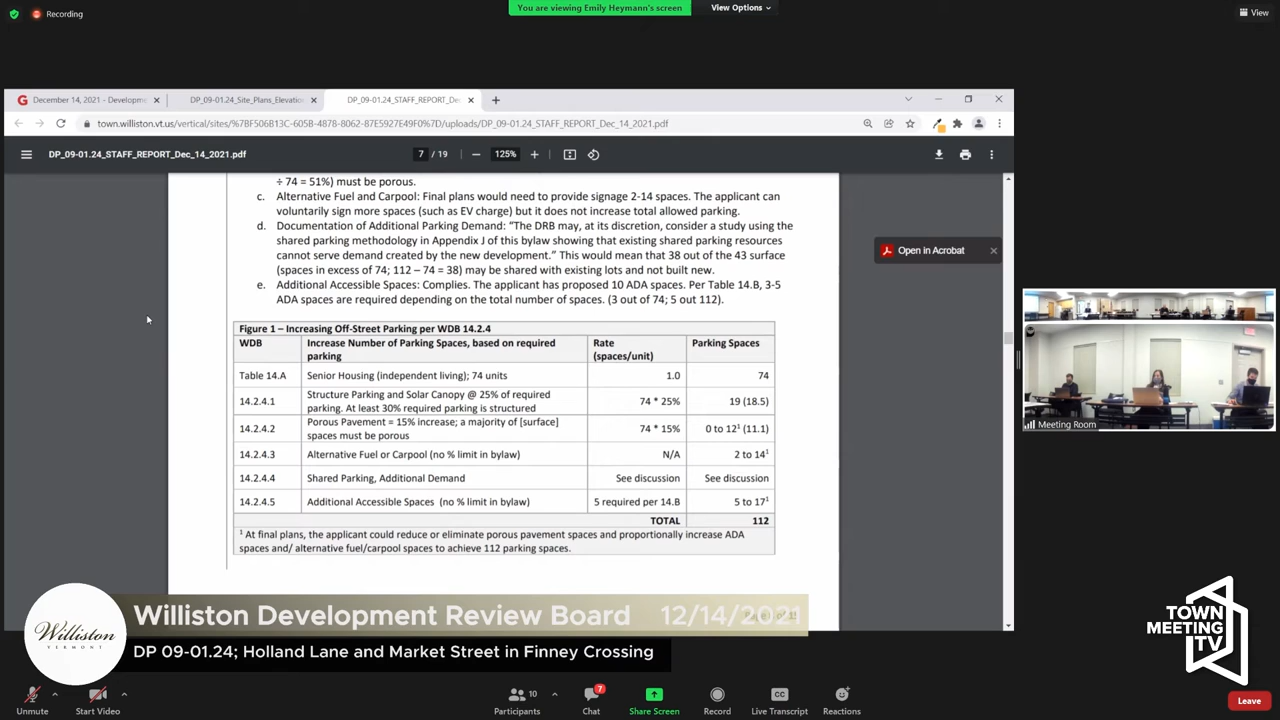 Recording
You are viewing Emily Heymann's screen
View Options
View
December 14, 2021 - Developm
DP_09-01.24_Site_Plans_Elevatio
DP_09-01.24_STAFF_REPORT_De
town.williston.vt.us/vertical/sites/%7BF506B13C-605B-4878-8062-87E5927E49F0%7D/uploads/DP_09-01.24_STAFF_REPORT_Dec_14_2021.pdf
DP_09-01.24_STAFF_REPORT_Dec_14_2021.pdf
7 / 19
125%
÷ 74 = 51%) must be porous.
c. Alternative Fuel and Carpool: Final plans would need to provide signage 2-14 spaces. The applicant can
voluntarily sign more spaces (such as EV charge) but it does not increase total allowed parking.
d. Documentation of Additional Parking Demand: “The DRB may, at its discretion, consider a study using the
shared parking methodology in Appendix J of this bylaw showing that existing shared parking resources
cannot serve demand created by the new development.” This would mean that 38 out of the 43 surface
(spaces in excess of 74; 112 – 74 = 38) may be shared with existing lots and not built new.
e. Additional Accessible Spaces: Complies. The applicant has proposed 10 ADA spaces. Per Table 14.B, 3-5
ADA spaces are required depending on the total number of spaces. (3 out of 74; 5 out 112).
Open in Acrobat
Figure 1 – Increasing Off-Street Parking per WDB 14.2.4
WDB Increase Number of Parking Spaces, based on required parking Rate (spaces/unit) Parking Spaces
Table 14.A Senior Housing (independent living); 74 units 1.0 74
14.2.4.1 Structure Parking and Solar Canopy @ 25% of required parking. At least 30% required parking is structured 74 * 25% 19 (18.5)
14.2.4.2 Porous Pavement = 15% increase; a majority of [surface] spaces must be porous 74 * 15% 0 to 12¹ (11.1)
14.2.4.3 Alternative Fuel or Carpool (no % limit in bylaw) N/A 2 to 14¹
14.2.4.4 Shared Parking, Additional Demand See discussion See discussion
14.2.4.5 Additional Accessible Spaces (no % limit in bylaw) 5 required per 14.B 5 to 17¹
TOTAL 112
¹ At final plans, the applicant could reduce or eliminate porous pavement spaces and proportionally increase ADA
spaces and/ alternative fuel/carpool spaces to achieve 112 parking spaces.
Meeting Room
Williston
VERMONT
Williston Development Review Board 12/14/2021
DP 09-01.24; Holland Lane and Market Street in Finney Crossing
TOWN
MEETING
TV
Unmute
Start Video
10
Participants
7
Chat
Share Screen
Record
CC
Live Transcript
Reactions
Leave